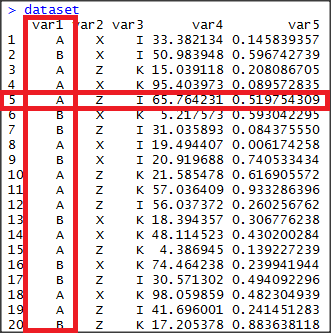 > dataset
var1 var2 var3 var4 var5
1 A X I 33.382134 0.145839357
2 B X I 50.983948 0.596742739
3 A Z K 15.039118 0.208086705
4 A X K 95.403973 0.089572835
5 A Z I 65.764231 0.519754309
6 B X K 5.217573 0.593042295
7 B Z I 31.035893 0.084375550
8 A X I 19.494407 0.006174258
9 B X I 20.919688 0.740533434
10 A Z K 21.585478 0.616905572
11 A Z K 57.036409 0.933286396
12 A Z I 56.037372 0.260256762
13 B X K 18.394357 0.306776238
14 A X K 48.114523 0.430200284
15 A Z K 4.386945 0.139227239
16 B X K 74.464238 0.239941944
17 B Z I 30.571302 0.494092296
18 A X K 98.059859 0.482304939
19 A Z I 41.696001 0.241451283
20 B Z K 17.205378 0.883638118